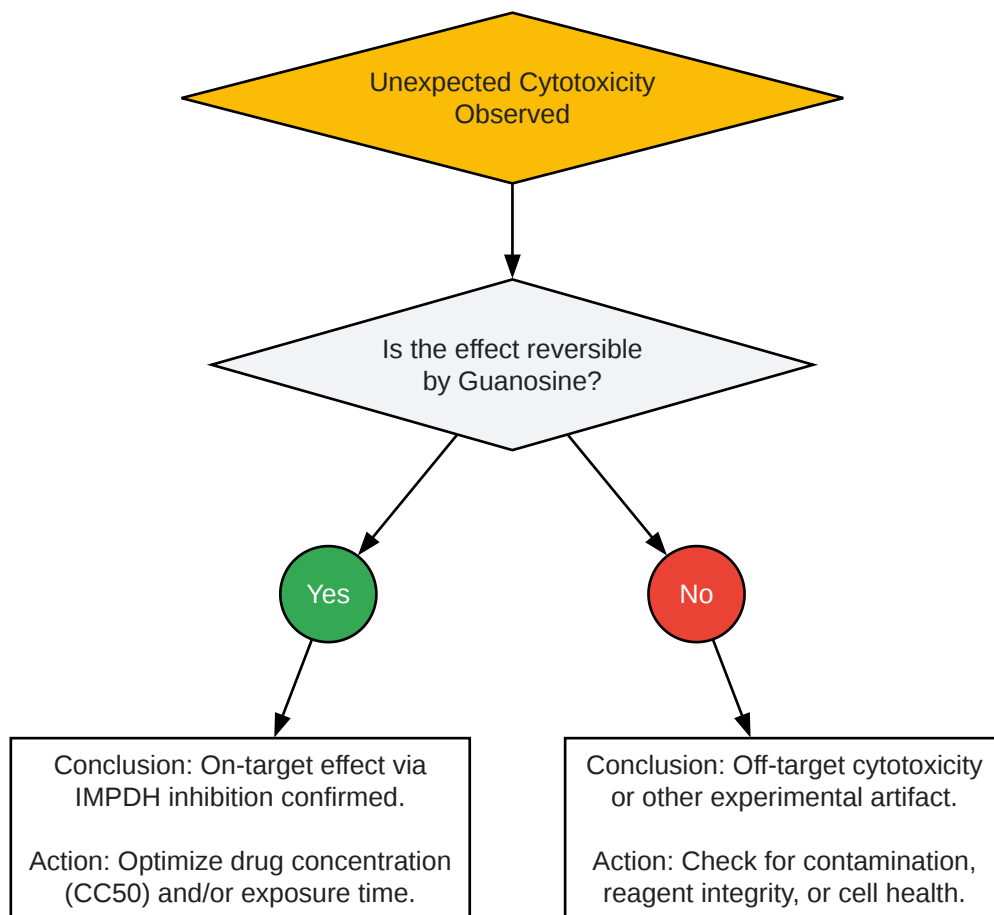 Unexpected Cytotoxicity
Observed
Is the effect reversible
by Guanosine?
Yes
No
Conclusion: On-target effect via
IMPDH inhibition confirmed.
Action: Optimize drug concentration
(CC50) and/or exposure time.
Conclusion: Off-target cytotoxicity
or other experimental artifact.
Action: Check for contamination,
reagent integrity, or cell health.